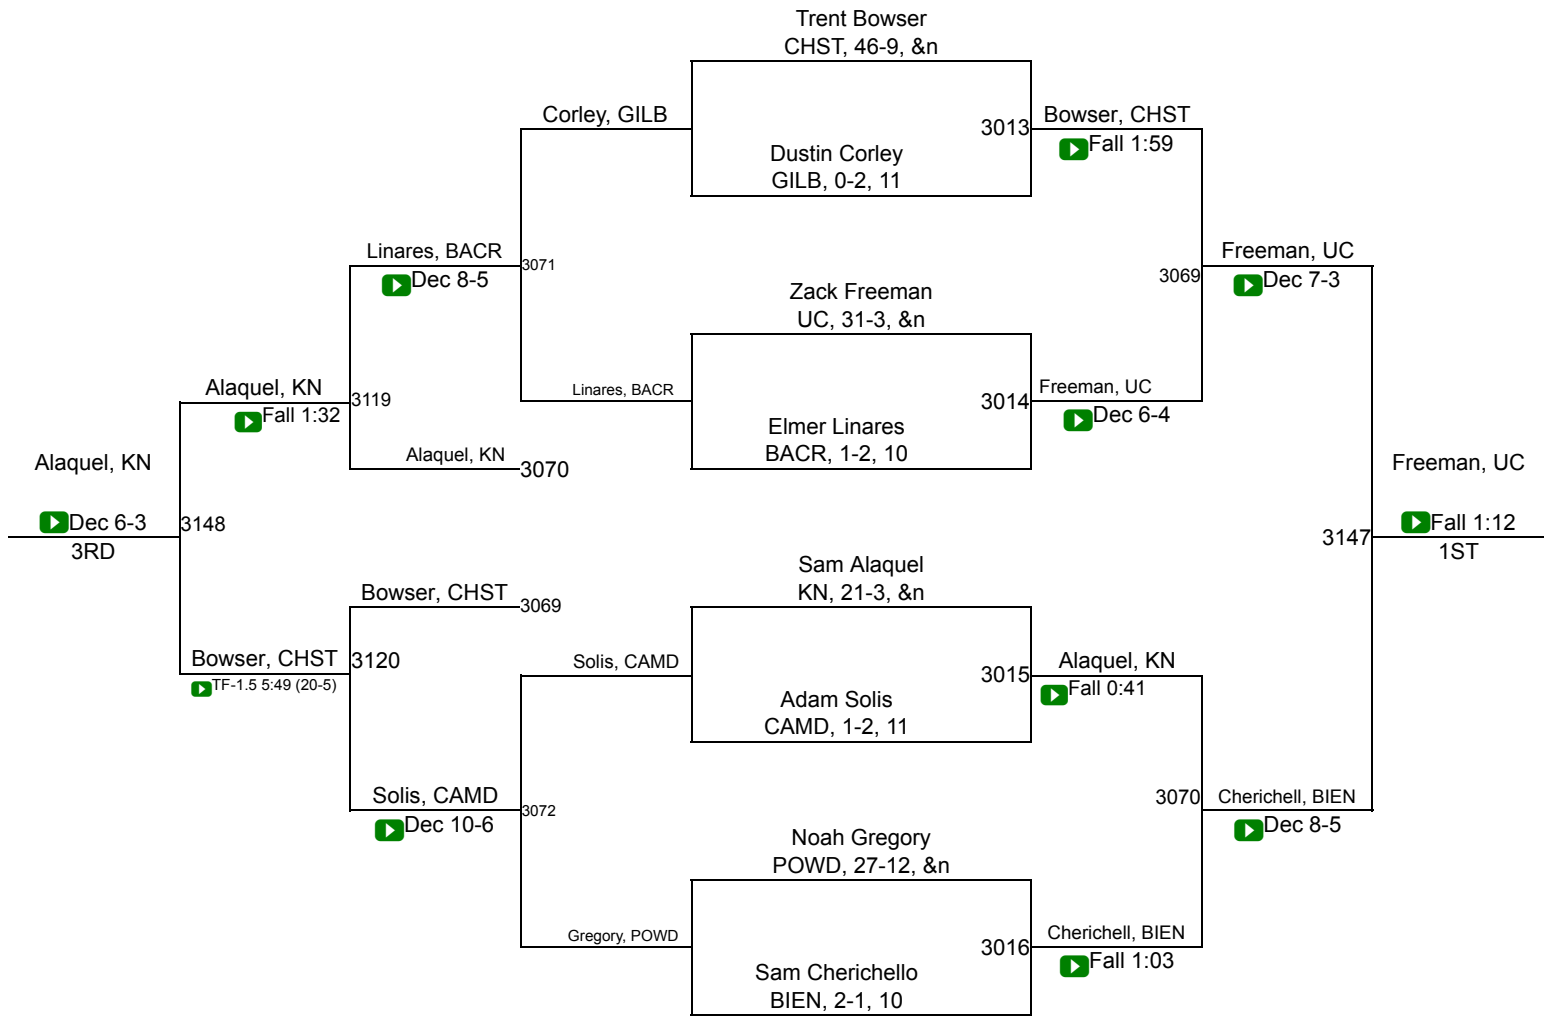 Trent Bowser
CHST, 46-9, &n
Corley, GILB
3013
Bowser, CHST
Fall 1:59
Dustin Corley
GILB, 0-2, 11
Linares, BACR
Dec 8-5
3071
3069
Freeman, UC
Dec 7-3
Zack Freeman
UC, 31-3, &n
Alaquel, KN
Fall 1:32
3119
Linares, BACR
3014
Freeman, UC
Dec 6-4
Elmer Linares
BACR, 1-2, 10
Alaquel, KN
3070
Alaquel, KN
Dec 6-3
3RD
3148
3147
Freeman, UC
Fall 1:12
1ST
Sam Alaquel
KN, 21-3, &n
Bowser, CHST
3069
Bowser, CHST
TF-1.5 5:49 (20-5)
3120
Solis, CAMD
3015
Alaquel, KN
Fall 0:41
Adam Solis
CAMD, 1-2, 11
Solis, CAMD
Dec 10-6
3072
3070
Cherichell, BIEN
Dec 8-5
Noah Gregory
POWD, 27-12, &n
Gregory, POWD
3016
Cherichell, BIEN
Fall 1:03
Sam Cherichello
BIEN, 2-1, 10